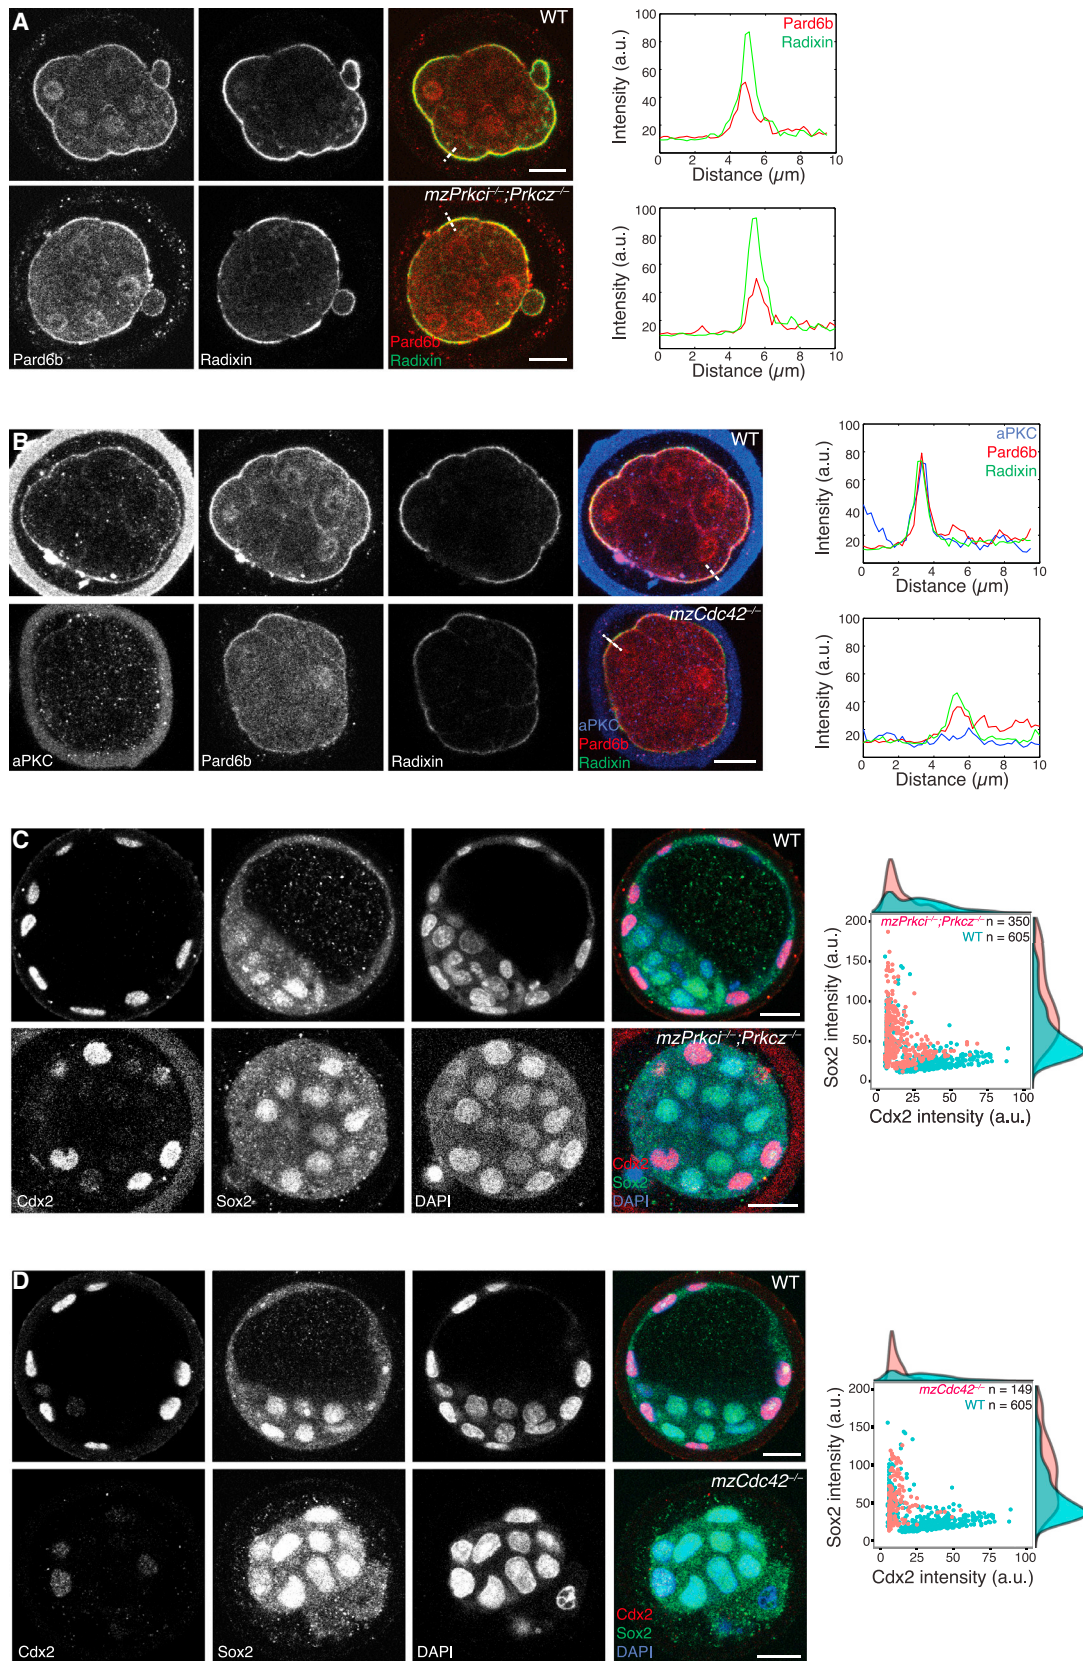 A
WT
mzPrkci–/–;Prkcz–/–
Pard6b
Radixin
Pard6b
Radixin
Pard6b
Radixin
Intensity (a.u.)
100
80
60
40
20
0 2 4 6 8 10
Distance (µm)
Intensity (a.u.)
100
80
60
40
20
0 2 4 6 8 10
Distance (µm)
B
WT
mzCdc42–/–
aPKC
Pard6b
Radixin
aPKC
Pard6b
Radixin
aPKC
Pard6b
Radixin
Intensity (a.u.)
100
80
60
40
20
0 2 4 6 8 10
Distance (µm)
Intensity (a.u.)
100
80
60
40
20
0 2 4 6 8 10
Distance (µm)
C
WT
mzPrkci–/–;Prkcz–/–
Cdx2
Sox2
DAPI
Cdx2
Sox2
DAPI
mzPrkci–/–;Prkcz–/– n = 350
WT n = 605
Sox2 intensity (a.u.)
200
150
100
50
0
0 25 50 75 100
Cdx2 intensity (a.u.)
D
WT
mzCdc42–/–
Cdx2
Sox2
DAPI
Cdx2
Sox2
DAPI
mzCdc42–/– n = 149
WT n = 605
Sox2 intensity (a.u.)
200
150
100
50
0
0 25 50 75 100
Cdx2 intensity (a.u.)